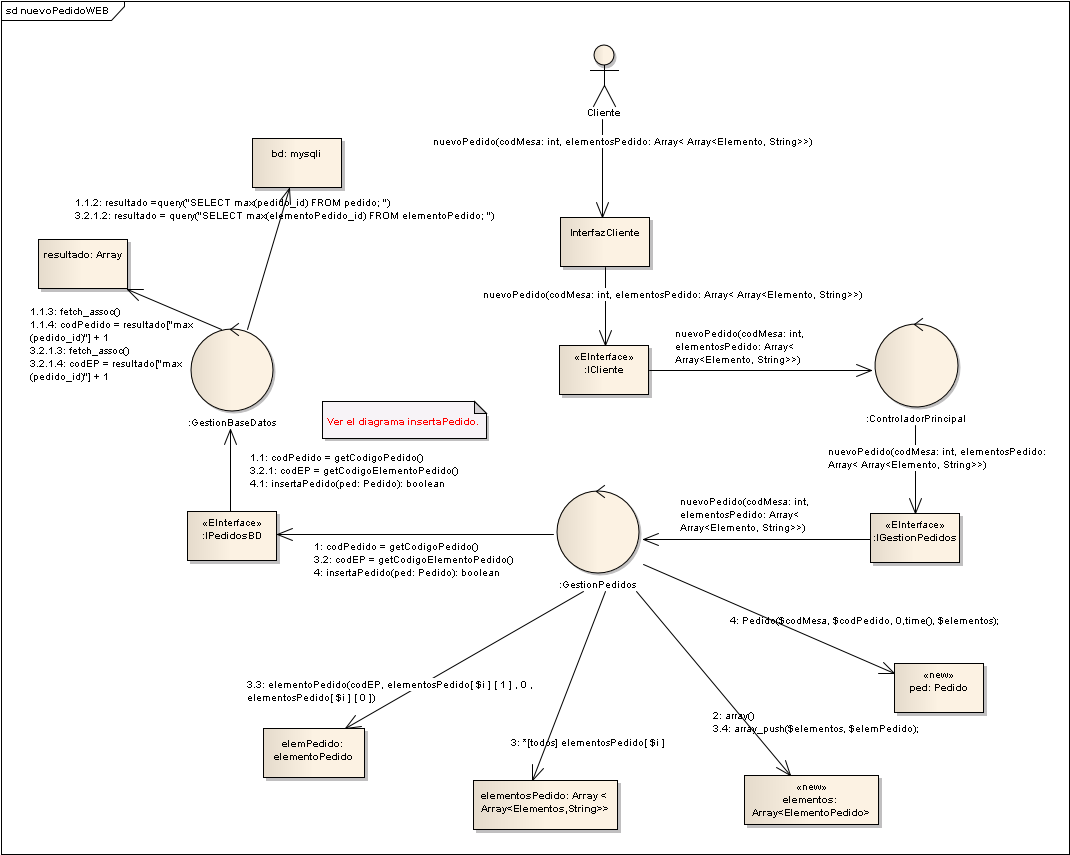 sd nuevoPedidoWEB
Cliente
nuevoPedido(codMesa: int, elementosPedido: Array< Array<Elemento, String>>)
bd: mysqli
1.1.2: resultado =query("SELECT max(pedido_id) FROM pedido; ")
3.2.1.2: resultado = query("SELECT max(elementoPedido_id) FROM elementoPedido; ")
InterfazCliente
resultado: Array
nuevoPedido(codMesa: int, elementosPedido: Array< Array<Elemento, String>>)
1.1.3: fetch_assoc()
1.1.4: codPedido = resultado["max
(pedido_id)"] + 1
3.2.1.3: fetch_assoc()
3.2.1.4: codEP = resultado["max
(pedido_id)"] + 1
nuevoPedido(codMesa: int,
elementosPedido: Array<
Array<Elemento, String>>)
«EInterface»
:ICliente
:GestionBaseDatos
Ver el diagrama insertaPedido.
:ControladorPrincipal
nuevoPedido(codMesa: int, elementosPedido:
Array< Array<Elemento, String>>)
1.1: codPedido = getCodigoPedido()
3.2.1: codEP = getCodigoElementoPedido()
4.1: insertaPedido(ped: Pedido): boolean
nuevoPedido(codMesa: int,
elementosPedido: Array<
Array<Elemento, String>>)
«EInterface»
:IPedidosBD
«EInterface»
:IGestionPedidos
1: codPedido = getCodigoPedido()
3.2: codEP = getCodigoElementoPedido()
4: insertaPedido(ped: Pedido): boolean
:GestionPedidos
4: Pedido($codMesa, $codPedido, 0,time(), $elementos);
3.3: elementoPedido(codEP, elementosPedido[ $i ] [ 1 ] , 0 ,
elementosPedido[ $i ] [ 0 ])
«new»
ped: Pedido
2: array()
3.4: array_push($elementos, $elemPedido);
3: *[todos] elementosPedido[ $i ]
elemPedido:
elementoPedido
elementosPedido: Array <
Array<Elementos,String>>
«new»
elementos:
Array<ElementoPedido>